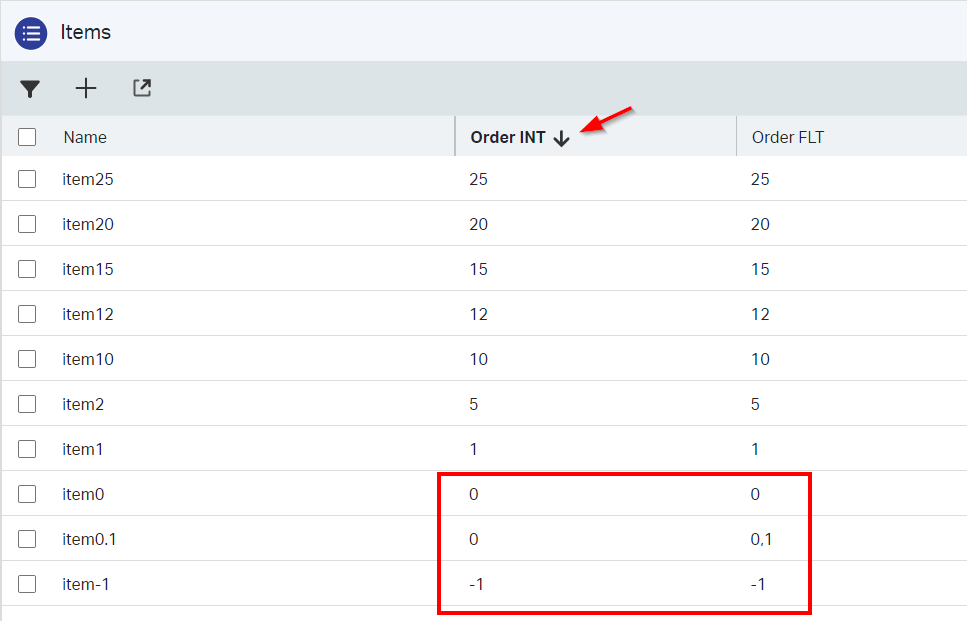 Items
Name Order INT Order FLT
item25 25 25
item20 20 20
item15 15 15
item12 12 12
item10 10 10
item2 5 5
item1 1 1
item0 0 0
item0.1 0 0,1
item-1 -1 -1